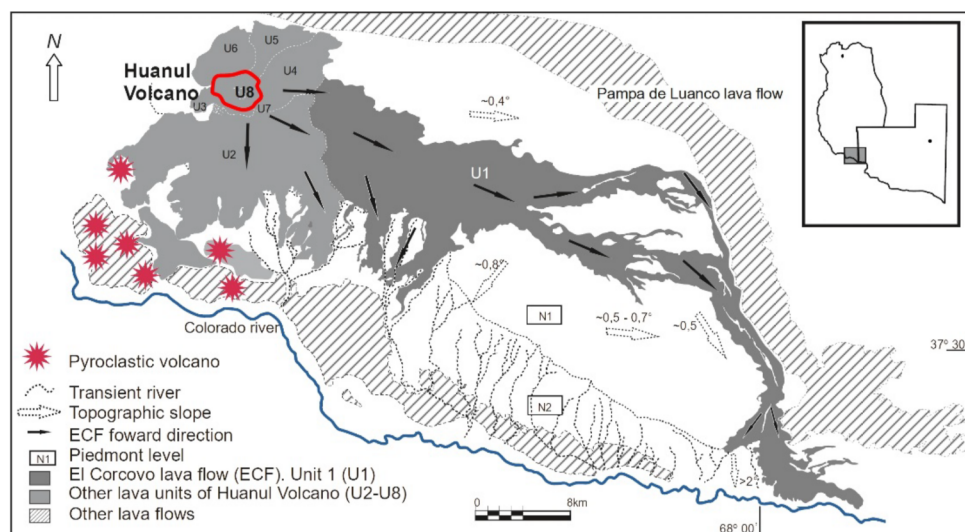 N
Huanul
Volcano
U6
U5
U4
U8
U3
U7
U2
U1
~0,4°
Pampa de Luanco lava flow
~0,8°
N1
~0,5 - 0,7°
~0,5
N2
>2°
Colorado river
37º 30
68º 00´
0
8km
Pyroclastic volcano
Transient river
Topographic slope
ECF foward direction
N1
Piedmont level
El Corcovo lava flow (ECF). Unit 1 (U1)
Other lava units of Huanul Volcano (U2-U8)
Other lava flows